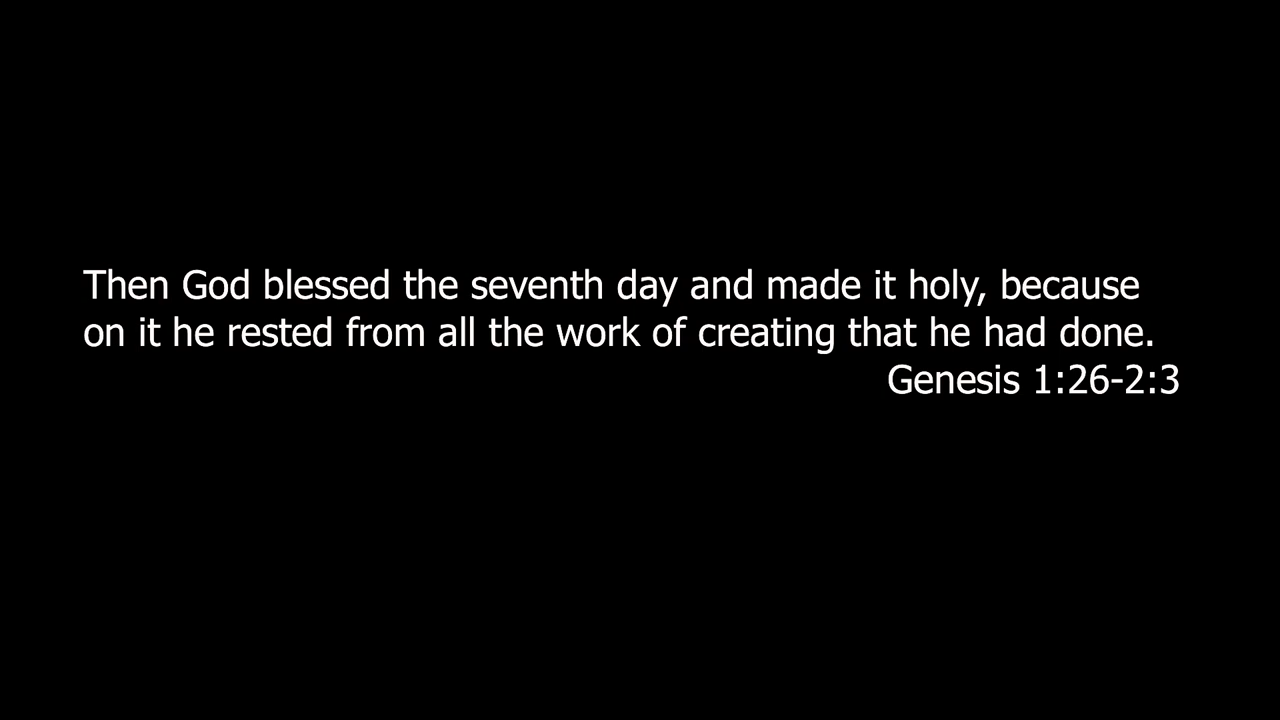 Then God blessed the seventh day and made it holy, because
on it he rested from all the work of creating that he had done.
Genesis 1:26-2:3